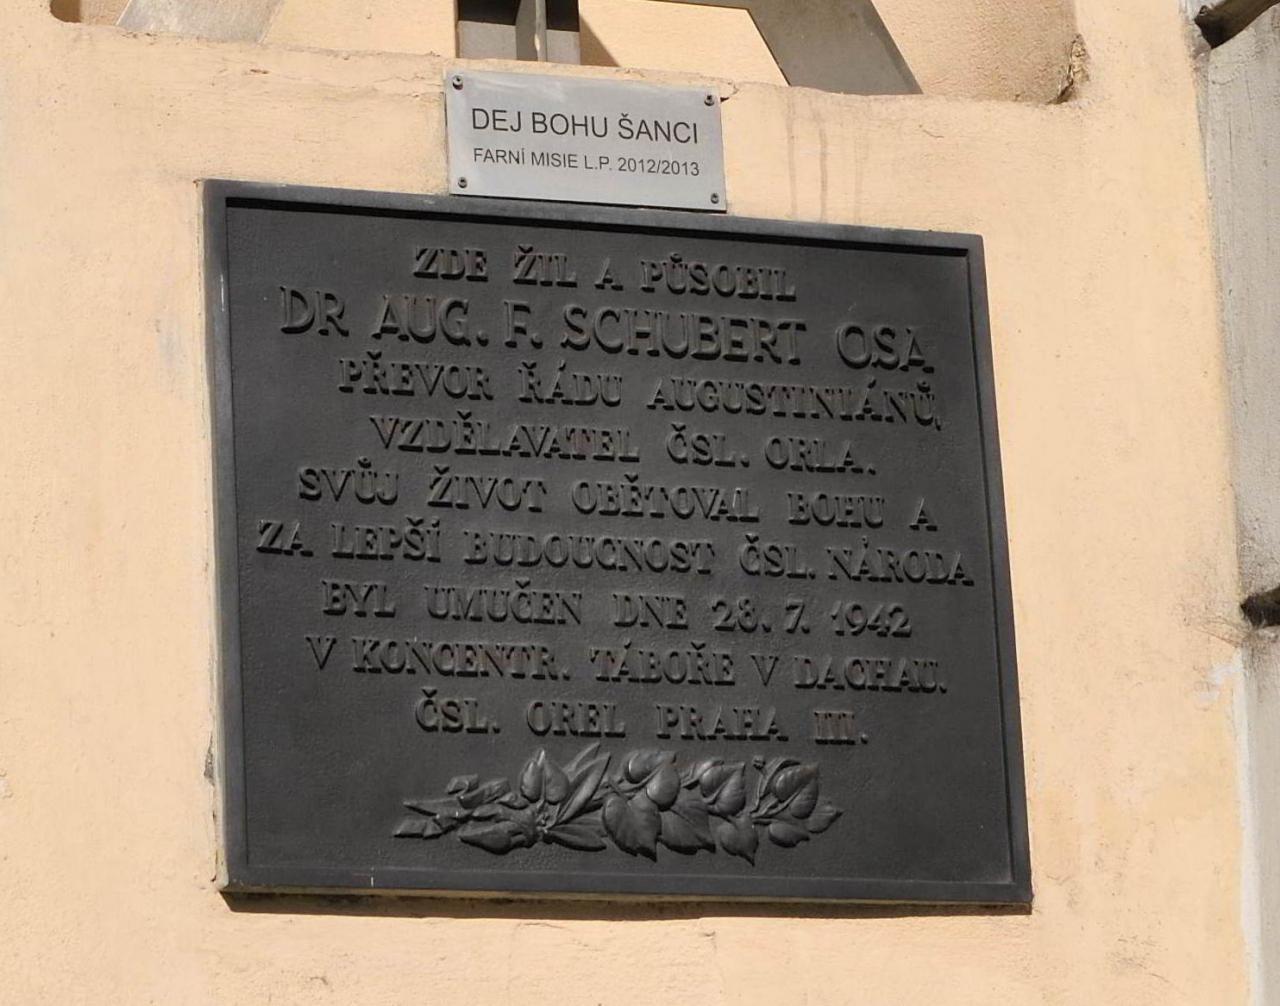 DEJ BOHU ŠANCI
FARNÍ MISIE L.P. 2012/2013
ZDE ŽIL A PŮSOBIL
DR AUG. F. SCHUBERT OSA
PŘEVOR ŘÁDU AUGUSTINIÁNŮ,
VZDĚLAVATEL ČSL. ORLA.
SVŮJ ŽIVOT OBĚTOVAL BOHU A
ZA LEPŠÍ BUDOUCNOST ČSL. NÁRODA
BYL UMUČEN DNE 28. 7. 1942
V KONCENTR. TÁBOŘE V DACHAU.
ČSL. OREL PRAHA III.